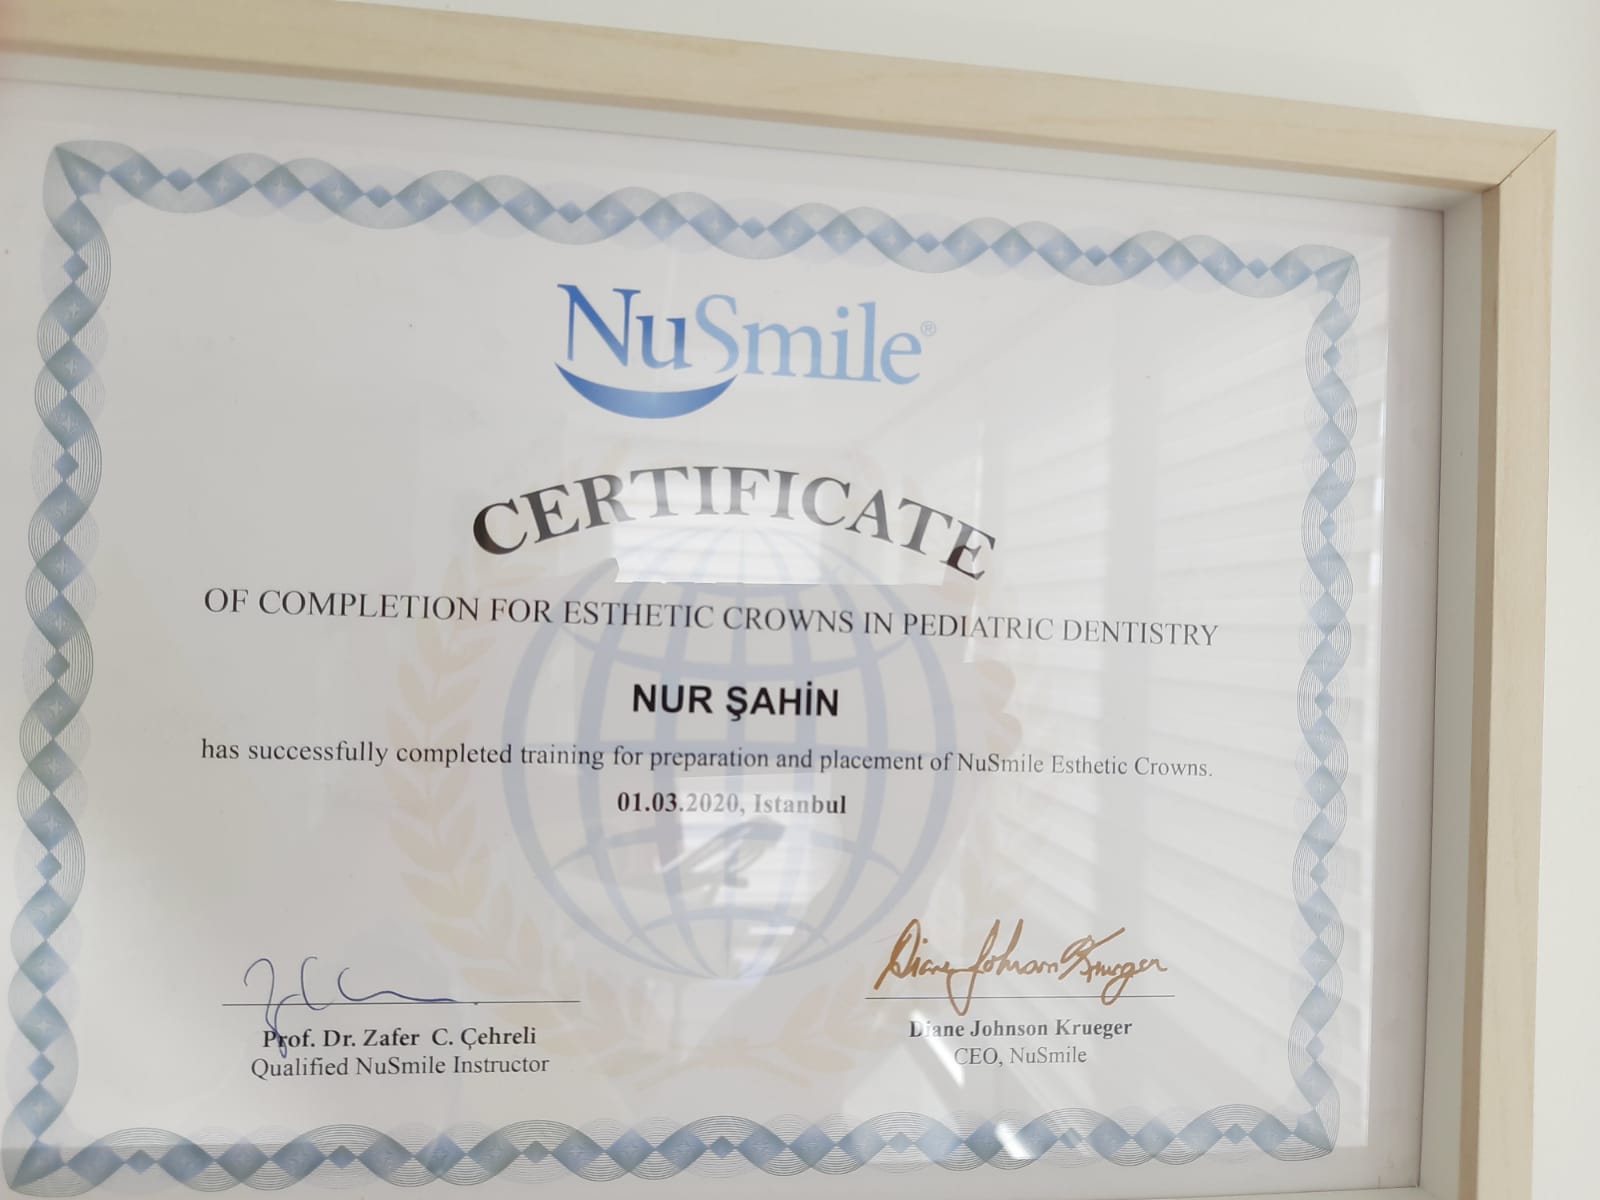 NuSmile®
CERTIFICATE
OF COMPLETION FOR ESTHETIC CROWNS IN PEDIATRIC DENTISTRY
NUR ŞAHİN
has successfully completed training for preparation and placement of NuSmile Esthetic Crowns.
01.03.2020, Istanbul
Diane Johnson Krueger
Prof. Dr. Zafer C. Çehreli
Qualified NuSmile Instructor
Diane Johnson Krueger
CEO, NuSmile